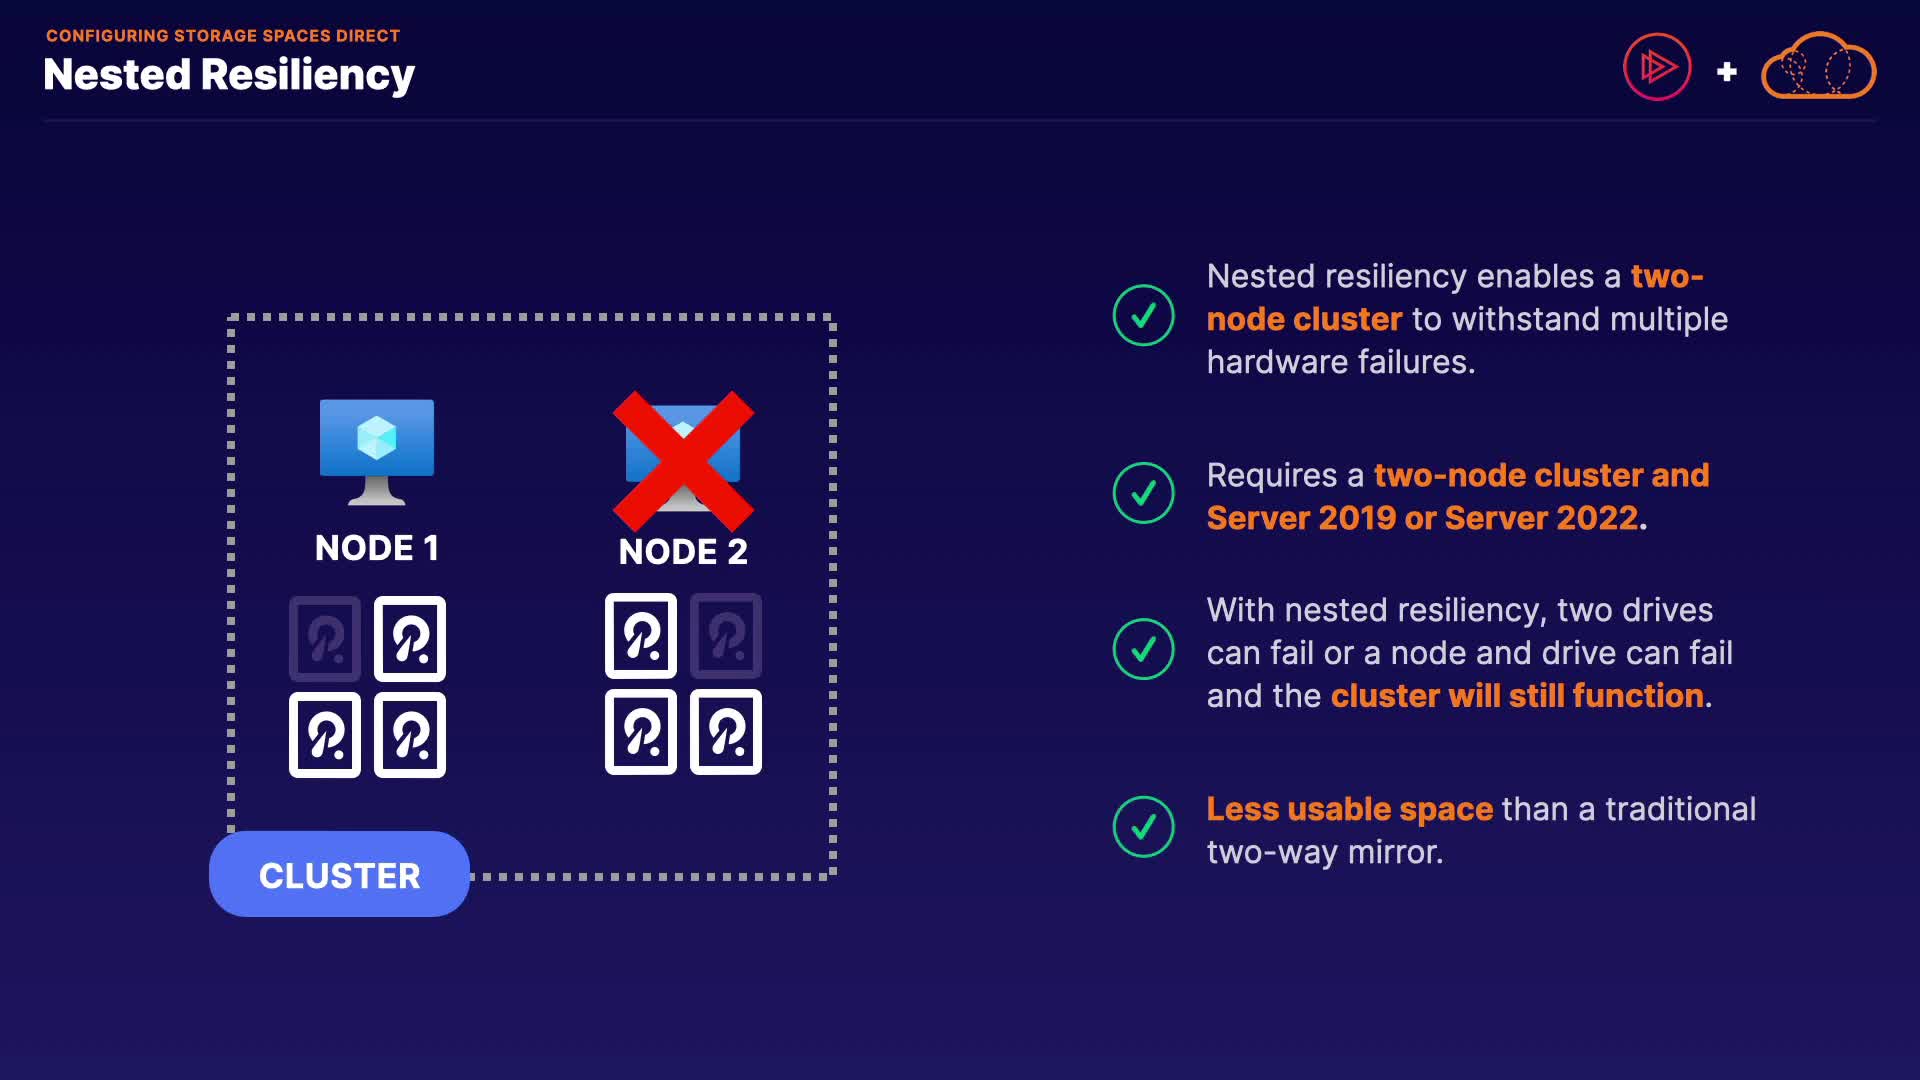 CONFIGURING STORAGE SPACES DIRECT
Nested Resiliency
NODE 1
NODE 2
CLUSTER
Nested resiliency enables a two-
node cluster to withstand multiple
hardware failures.
Requires a two-node cluster and
Server 2019 or Server 2022.
With nested resiliency, two drives
can fail or a node and drive can fail
and the cluster will still function.
Less usable space than a traditional
two-way mirror.